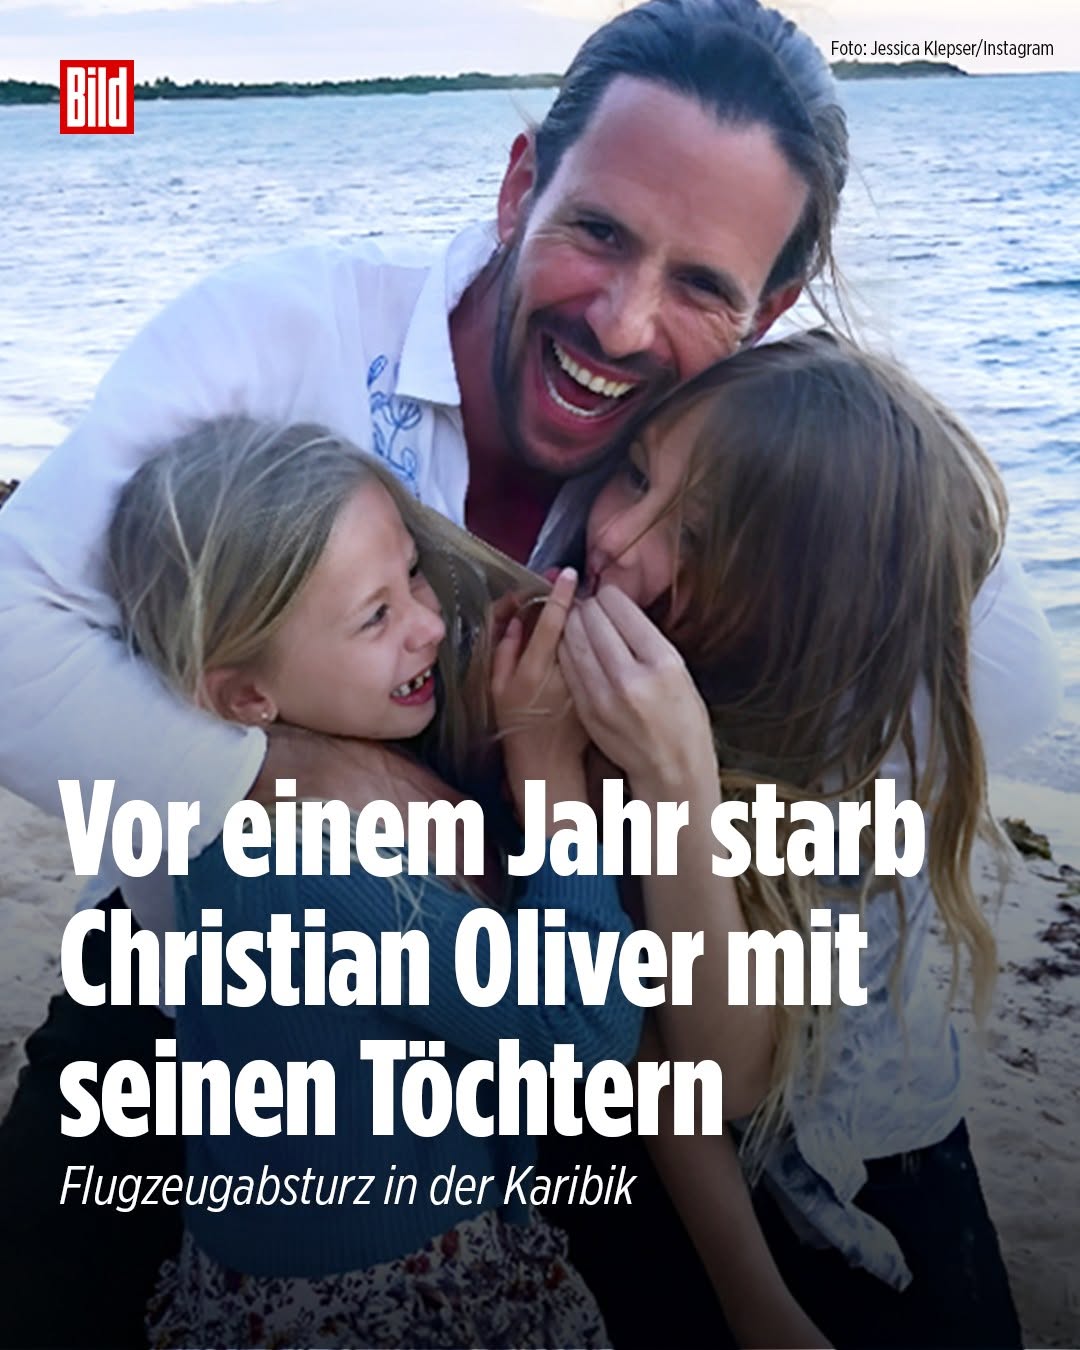 Foto: Jessica Klepser/Instagram
Bild
Vor einem Jahr starb
Christian Oliver mit
seinen Töchtern
Flugzeugabsturz in der Karibik